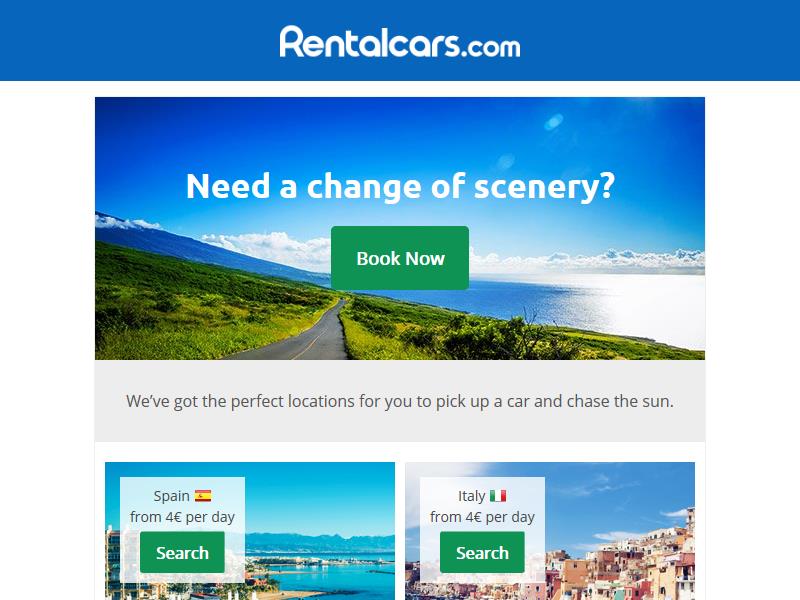 Rentalcars.com
Need a change of scenery?
Book Now
We’ve got the perfect locations for you to pick up a car and chase the sun.
Spain 🇪🇸
from 4€ per day
Search
Italy 🇮🇹
from 4€ per day
Search